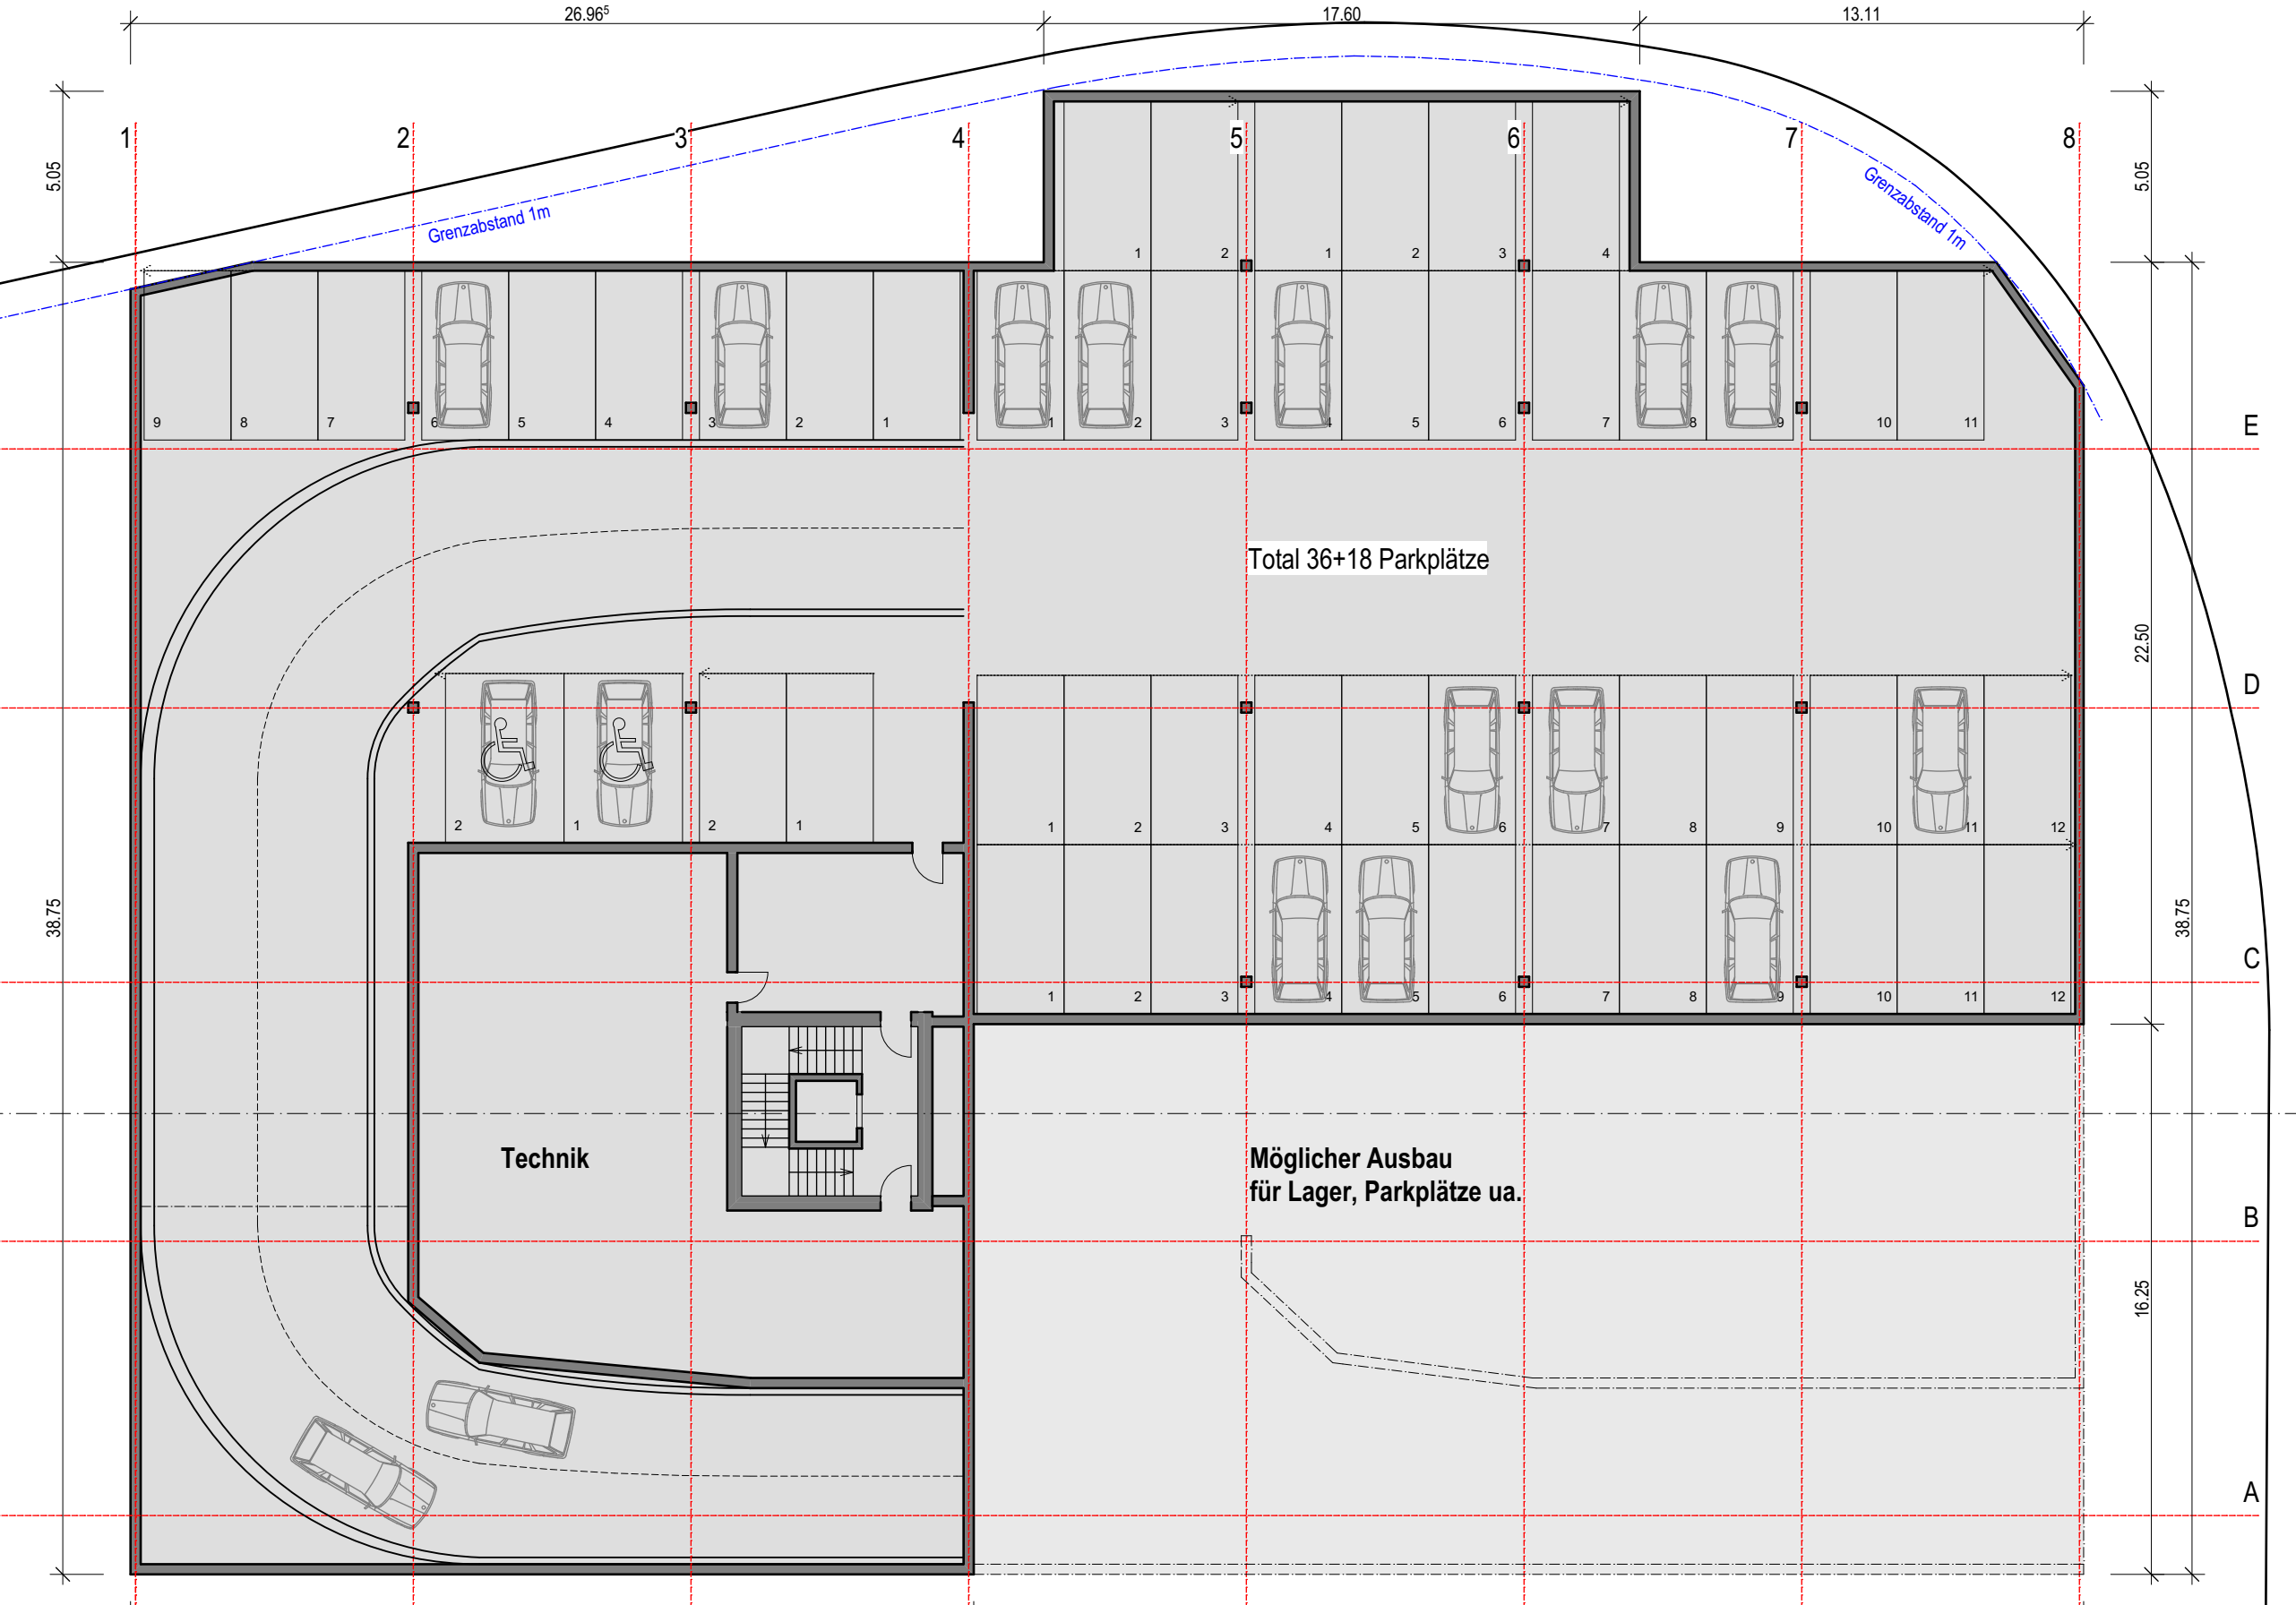 26.96⁵ 17.60 13.11
1 2 3 4 5 6 7 8
5.05 5.05
Grenzabstand 1m
Grenzabstand 1m
1 2 1 2 3 4
9 8 7 6 5 4 3 2 1 1 2 3 4 5 6 7 8 9 10 11
E
Total 36+18 Parkplätze
22.50
D
2 1 2 1 1 2 3 4 5 6 7 8 9 10 11 12
38.75 38.75
C
1 2 3 4 5 6 7 8 9 10 11 12
Technik
Möglicher Ausbau
für Lager, Parkplätze ua.
B
16.25
A